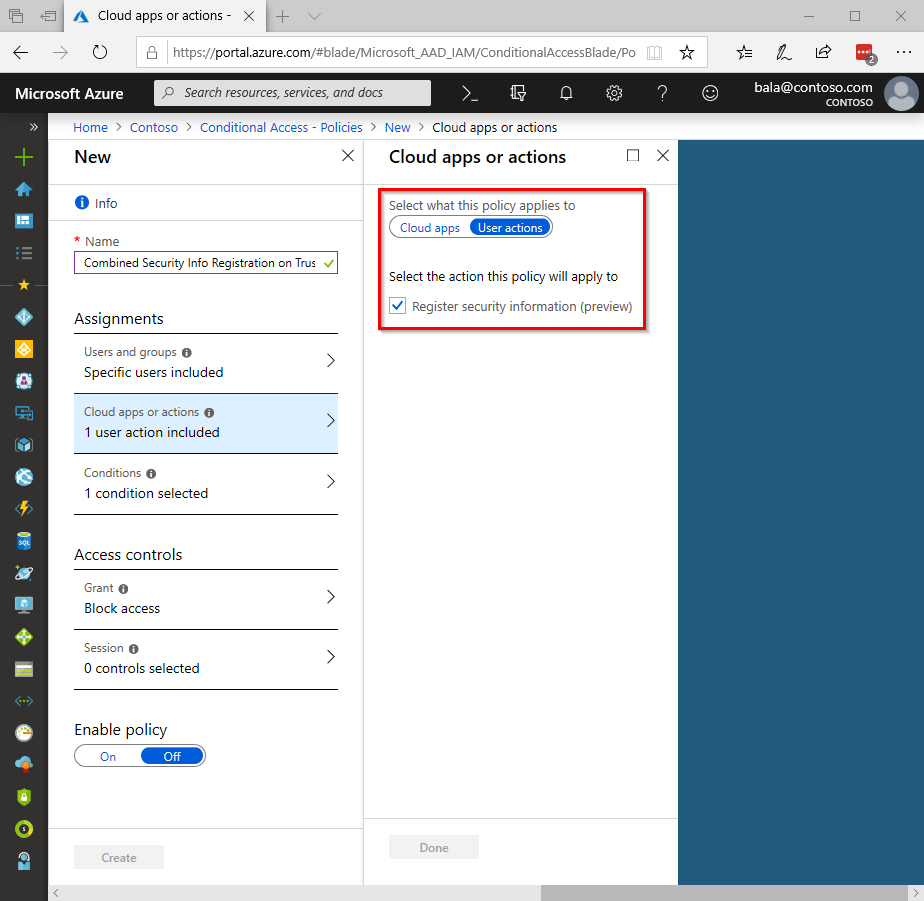 Cloud apps or actions -
https://portal.azure.com/#blade/Microsoft_AAD_IAM/ConditionalAccessBlade/Po
2
Microsoft Azure
Search resources, services, and docs
bala@contoso.com
CONTOSO
Home > Contoso > Conditional Access - Policies > New > Cloud apps or actions
New
Info
* Name
Combined Security Info Registration on Trus
Assignments
Users and groups
Specific users included
Cloud apps or actions
1 user action included
Conditions
1 condition selected
Access controls
Grant
Block access
Session
0 controls selected
Enable policy
On Off
Create
Cloud apps or actions
Select what this policy applies to
Cloud apps User actions
Select the action this policy will apply to
Register security information (preview)
Done
SQL